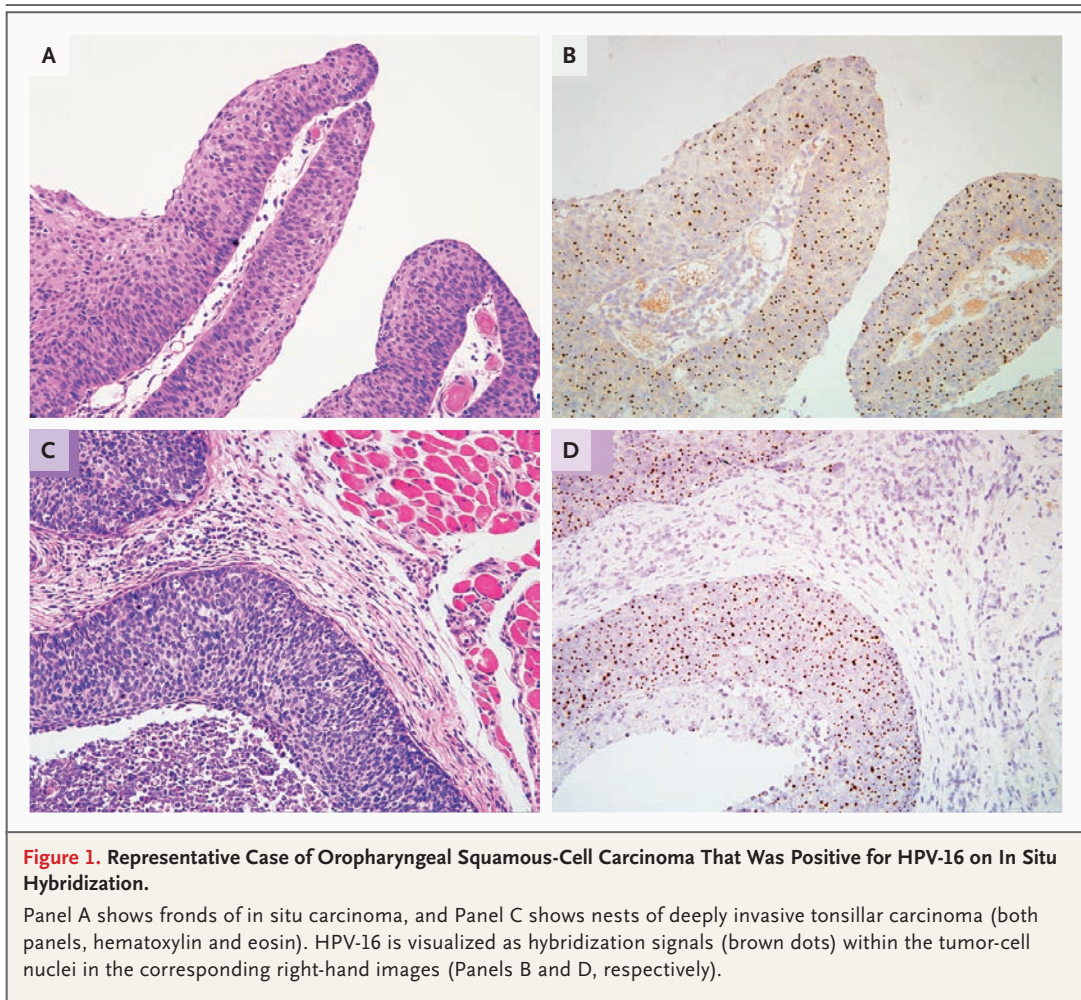 A
B
C
D
Figure 1. Representative Case of Oropharyngeal Squamous-Cell Carcinoma That Was Positive for HPV-16 on In Situ
Hybridization.
Panel A shows fronds of in situ carcinoma, and Panel C shows nests of deeply invasive tonsillar carcinoma (both
panels, hematoxylin and eosin). HPV-16 is visualized as hybridization signals (brown dots) within the tumor-cell
nuclei in the corresponding right-hand images (Panels B and D, respectively).